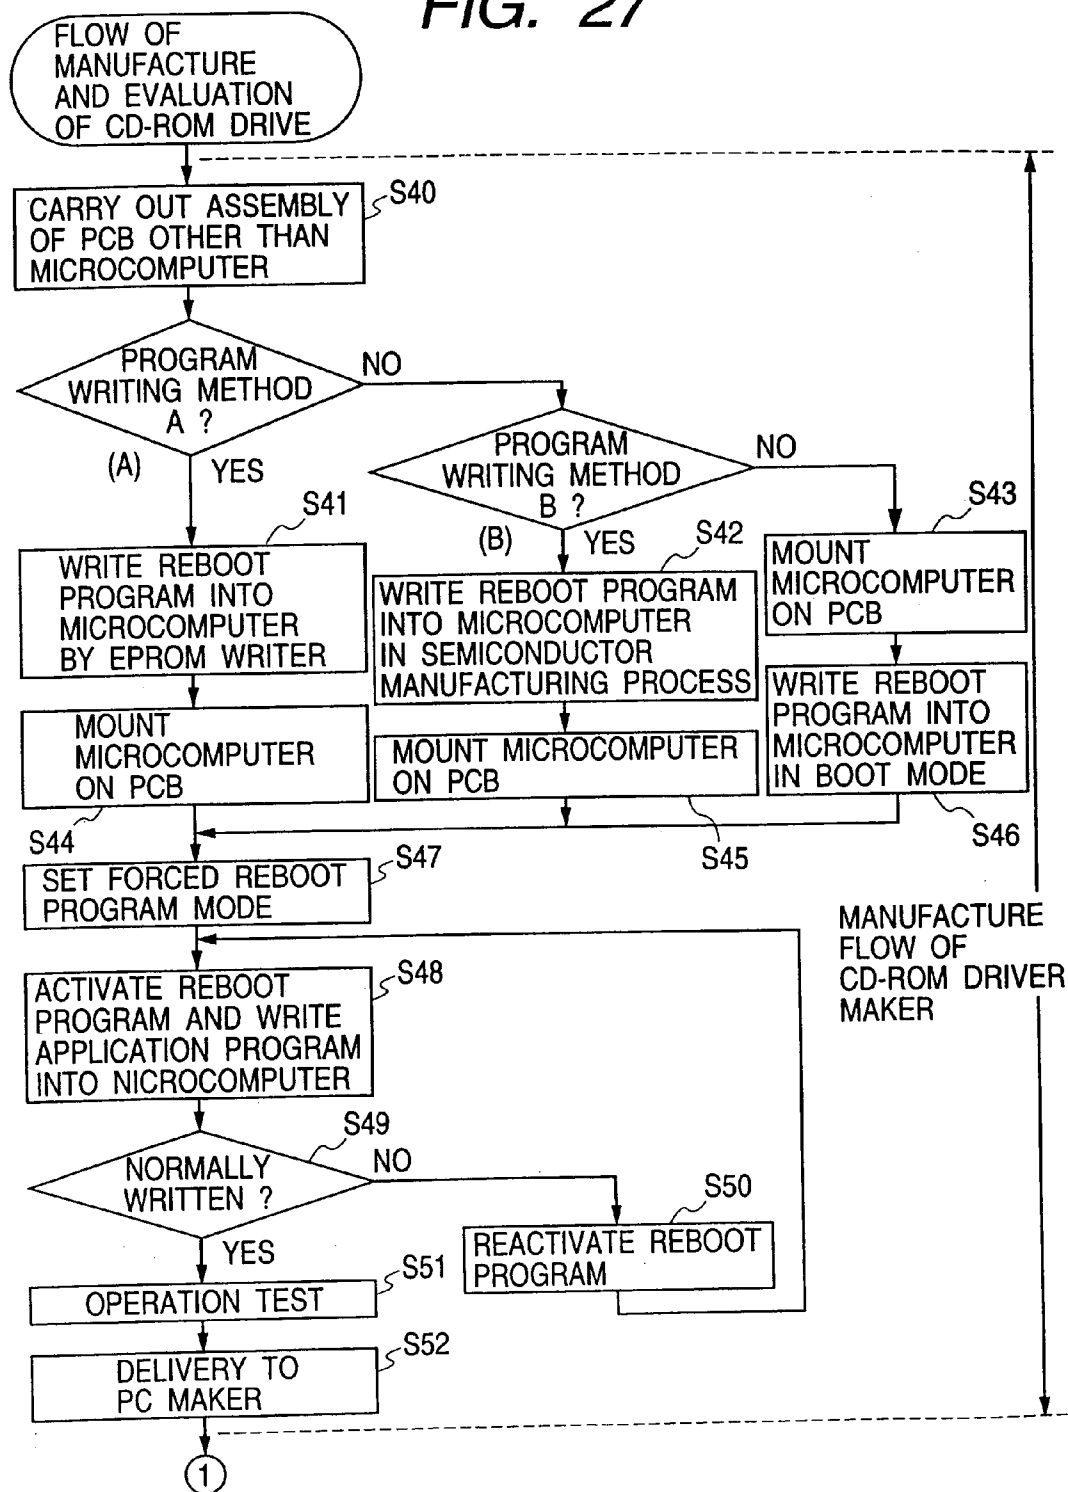 FIG. 27
FLOW OF
MANUFACTURE
AND EVALUATION
OF CD-ROM DRIVE
S40
CARRY OUT ASSEMBLY
OF PCB OTHER THAN
MICROCOMPUTER
PROGRAM
WRITING METHOD
A ?
NO
(A)
YES
PROGRAM
WRITING METHOD
B ?
NO
(B)
YES
S41
WRITE REBOOT
PROGRAM INTO
MICROCOMPUTER
BY EPROM WRITER
S42
WRITE REBOOT PROGRAM
INTO MICROCOMPUTER
IN SEMICONDUCTOR
MANUFACTURING PROCESS
S43
MOUNT
MICROCOMPUTER
ON PCB
MOUNT
MICROCOMPUTER
ON PCB
S44
MOUNT MICROCOMPUTER
ON PCB
S45
WRITE REBOOT
PROGRAM INTO
MICROCOMPUTER
IN BOOT MODE
S46
S47
SET FORCED REBOOT
PROGRAM MODE
MANUFACTURE
FLOW OF
CD-ROM DRIVER
MAKER
S48
ACTIVATE REBOOT
PROGRAM AND WRITE
APPLICATION PROGRAM
INTO NICROCOMPUTER
S49
NORMALLY
WRITTEN ?
NO
YES
S50
REACTIVATE REBOOT
PROGRAM
S51
OPERATION TEST
S52
DELIVERY TO
PC MAKER
1